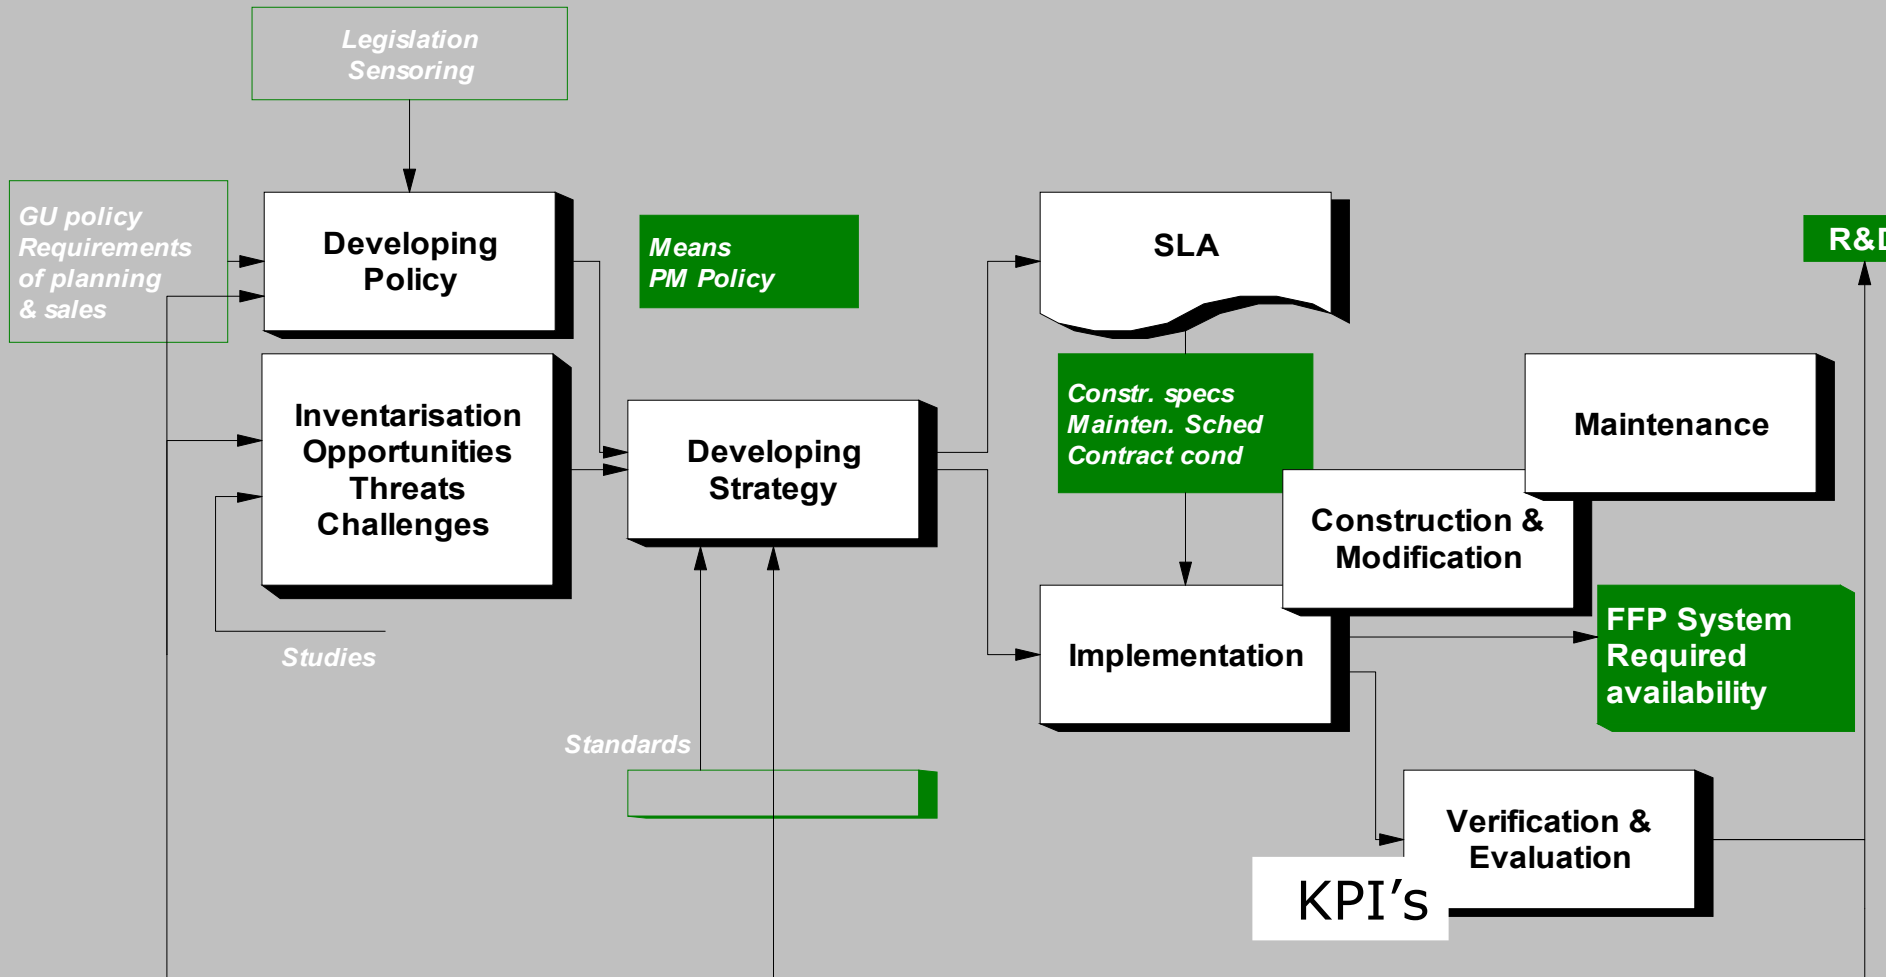 Legislation
Sensoring
GU policy
Requirements
of planning
& sales
Developing
Policy
Means
PM Policy
SLA
R&D
Inventarisation
Opportunities
Threats
Challenges
Developing
Strategy
Constr. specs
Mainten. Sched
Contract cond
Maintenance
Construction &
Modification
Studies
Implementation
FFP System
Required
availability
Standards
Verification &
Evaluation
KPI’s